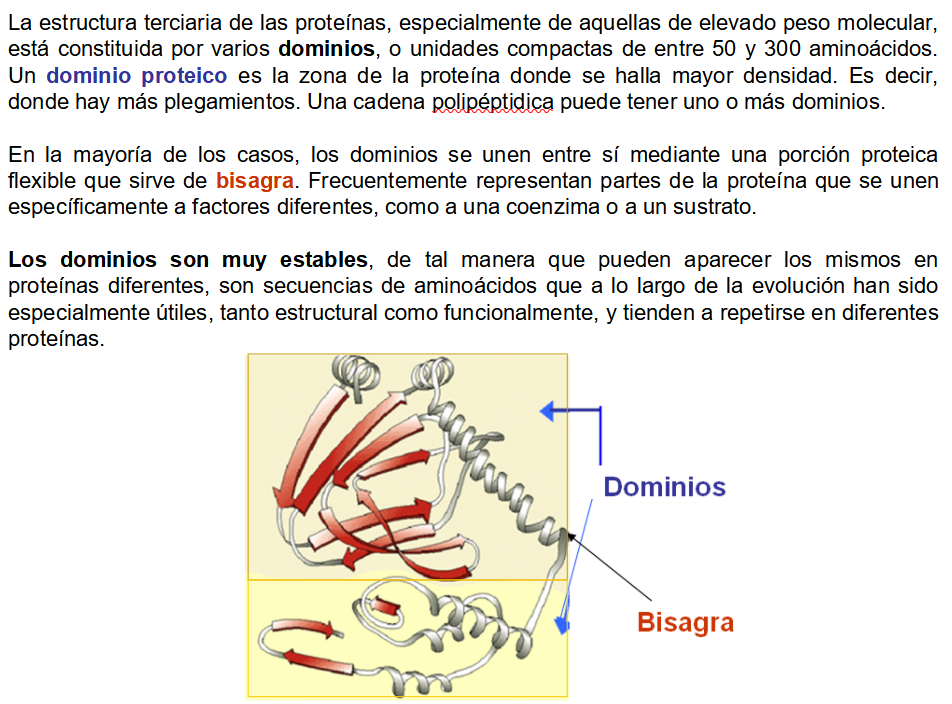 La estructura terciaria de las proteínas, especialmente de aquellas de elevado peso molecular,
está constituida por varios dominios, o unidades compactas de entre 50 y 300 aminoácidos.
Un dominio proteico es la zona de la proteína donde se halla mayor densidad. Es decir,
donde hay más plegamientos. Una cadena polipéptidica puede tener uno o más dominios.
En la mayoría de los casos, los dominios se unen entre sí mediante una porción proteica
flexible que sirve de bisagra. Frecuentemente representan partes de la proteína que se unen
específicamente a factores diferentes, como a una coenzima o a un sustrato.
Los dominios son muy estables, de tal manera que pueden aparecer los mismos en
proteínas diferentes, son secuencias de aminoácidos que a lo largo de la evolución han sido
especialmente útiles, tanto estructural como funcionalmente, y tienden a repetirse en diferentes
proteínas.
Dominios
Bisagra